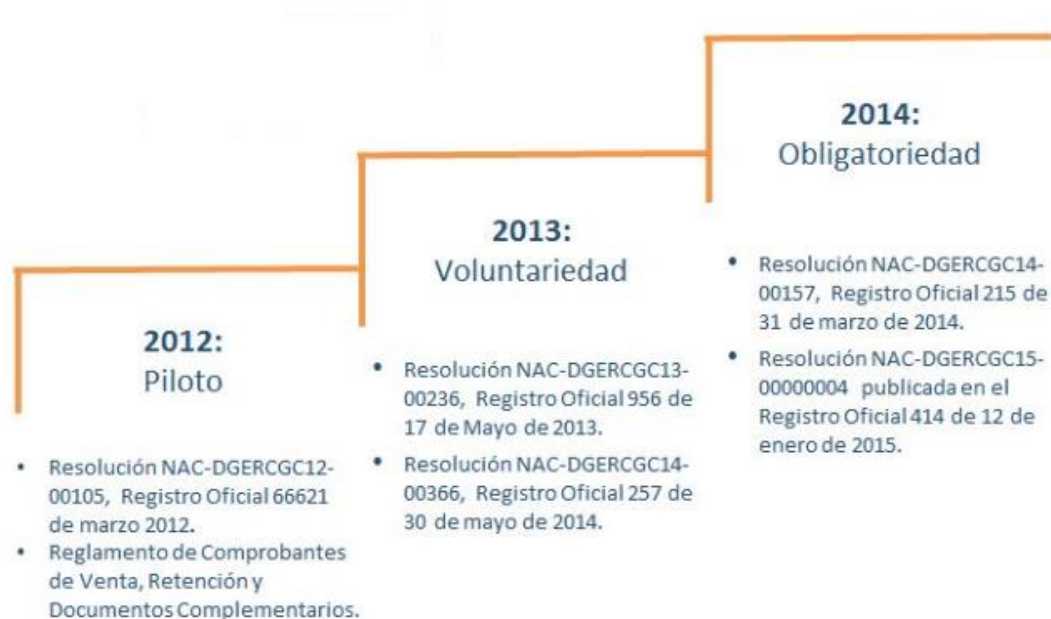 2012:
Piloto
• Resolución NAC-DGERCGC12-
00105, Registro Oficial 66621
de marzo 2012.
• Reglamento de Comprobantes
de Venta, Retención y
Documentos Complementarios.
2013:
Voluntariedad
• Resolución NAC-DGERCGC13-
00236, Registro Oficial 956 de
17 de Mayo de 2013.
• Resolución NAC-DGERCGC14-
00366, Registro Oficial 257 de
30 de mayo de 2014.
2014:
Obligatoriedad
• Resolución NAC-DGERCGC14-
00157, Registro Oficial 215 de
31 de marzo de 2014.
• Resolución NAC-DGERCGC15-
00000004 publicada en el
Registro Oficial 414 de 12 de
enero de 2015.